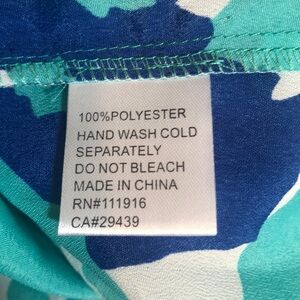 100%POLYESTER
HAND WASH COLD
SEPARATELY
DO NOT BLEACH
MADE IN CHINA
RN#111916
CA#29439